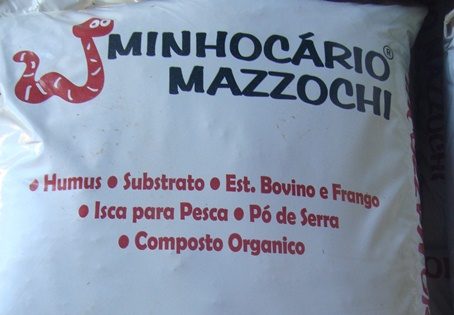 MINHOCÁRIO®
MAZZOCHI
● Humus ● Substrato ● Est. Bovino e Frango
● Isca para Pesca ● Pó de Serra
● Composto Organico